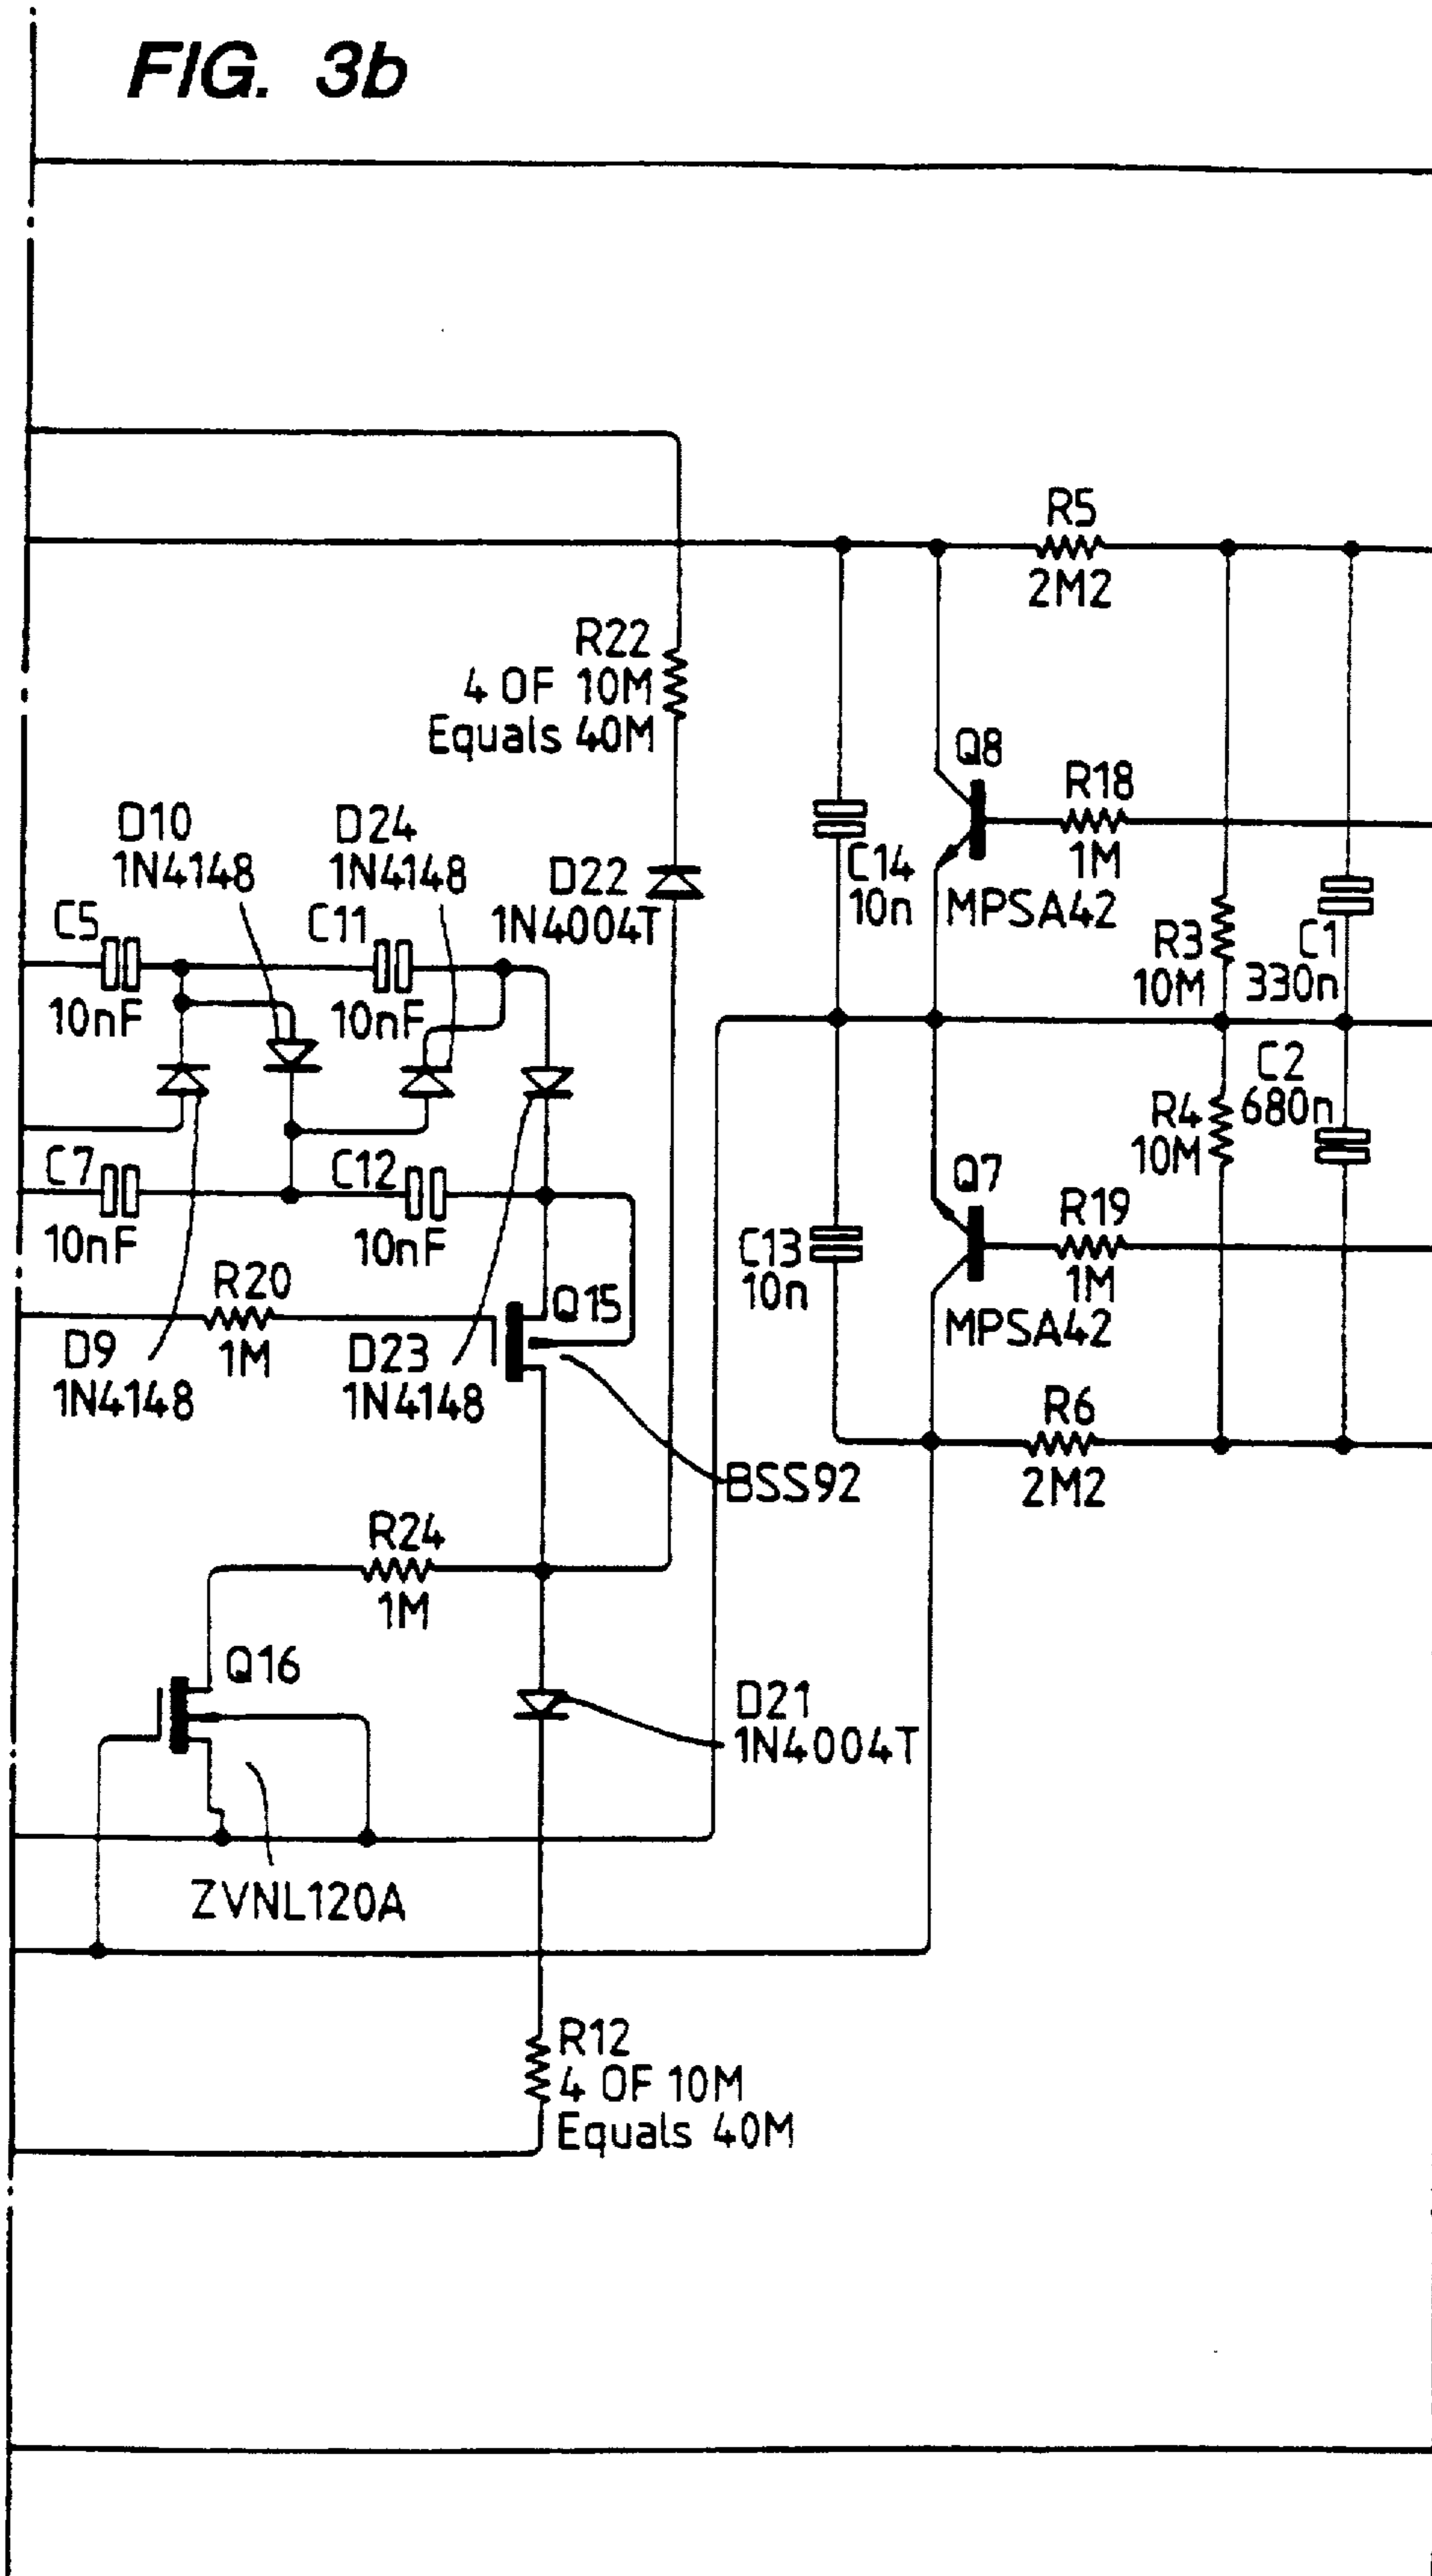 FIG. 3b
R5
2M2
R22
4 OF 10M
Equals 40M
Q8
R18
1M
MPSA42
D10
1N4148
D24
1N4148
D22
1N4004T
C14
10n
C5
10nF
C11
10nF
R3
10M
C1
330n
C2
680n
R4
10M
C7
10nF
C12
10nF
Q7
R19
1M
MPSA42
C13
10n
R20
1M
Q15
D9
1N4148
D23
1N4148
R6
2M2
BSS92
R24
1M
Q16
D21
1N4004T
ZVNL120A
R12
4 OF 10M
Equals 40M